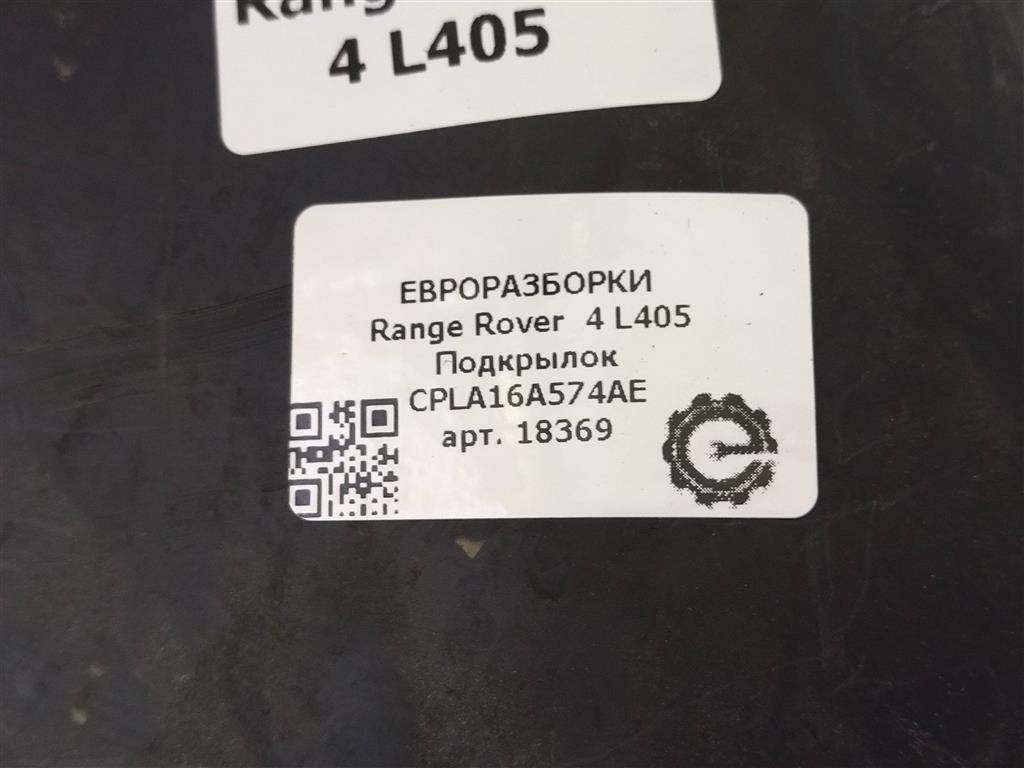 4 L405
ЕВРОРАЗБОРКИ
Range Rover 4 L405
Подкрылок
CPLA16A574AE
арт. 18369